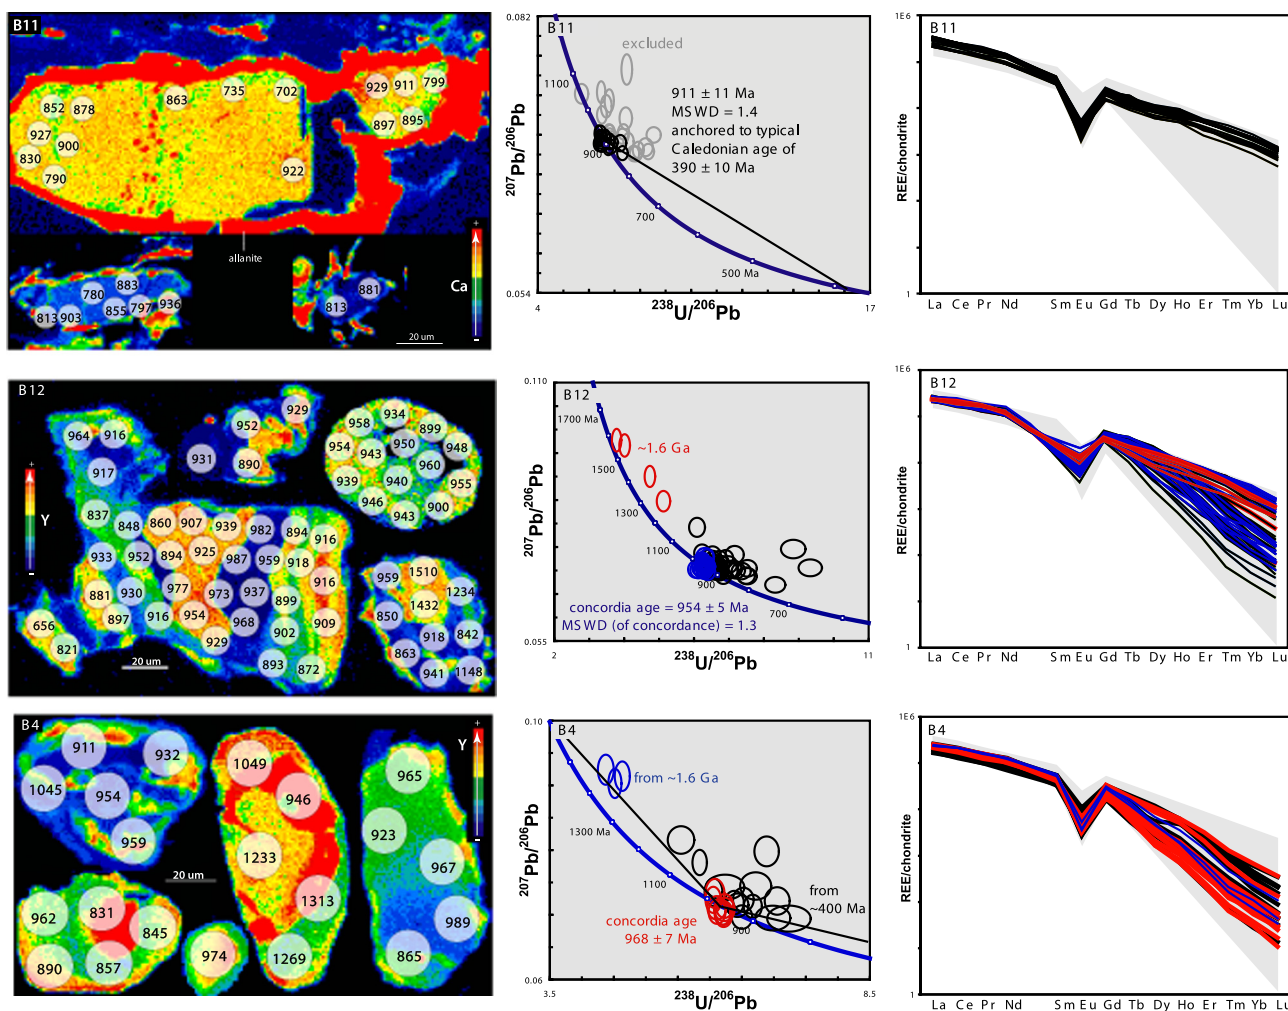 B11
852 878 863 735 702 929 911 799
927 900 897 895
830 790 922
allanite
883
780 881
813 903 855 797 936 813
+
Ca
-
20 um
0.082
B11
excluded
1100
911 ± 11 Ma
MSWD = 1.4
anchored to typical
Caledonian age of
390 ± 10 Ma
900
700
500 Ma
207Pb/206Pb
0.054
4
238U/206Pb
17
1E6
B11
REE/chondrite
1
La Ce Pr Nd Sm Eu Gd Tb Dy Ho Er Tm Yb Lu
B12
964 916
917
837 848 860 907 939 982 894 916
933 952 894 925 987 959 918
881 930 977 973 937 899 916
897 916 954 968 902 909
929 893 872
656
821
952 929
931 890
958 934 899
954 943 950 948
939 940 960 955
946 943 900
959 1510 1234
1432
850 918 842
863 941 1148
+
Y
-
20 um
0.110
B12
1700 Ma
~1.6 Ga
1500
1300
1100
900
700
concordia age = 954 ± 5 Ma
MSWD (of concordance) = 1.3
207Pb/206Pb
0.055
2
238U/206Pb
11
1E6
B12
REE/chondrite
1
La Ce Pr Nd Sm Eu Gd Tb Dy Ho Er Tm Yb Lu
B4
911 932
1045 954
959
1049 946
1233
1313
1269
965
923
967
989
865
962 831 845
890 857
974
+
Y
-
20 um
0.10
B4
from ~1.6 Ga
1300 Ma
1100
from
~400 Ma
concordia age
968 ± 7 Ma
900
207Pb/206Pb
0.06
3.5
238U/206Pb
8.5
1E6
B4
REE/chondrite
1
La Ce Pr Nd Sm Eu Gd Tb Dy Ho Er Tm Yb Lu